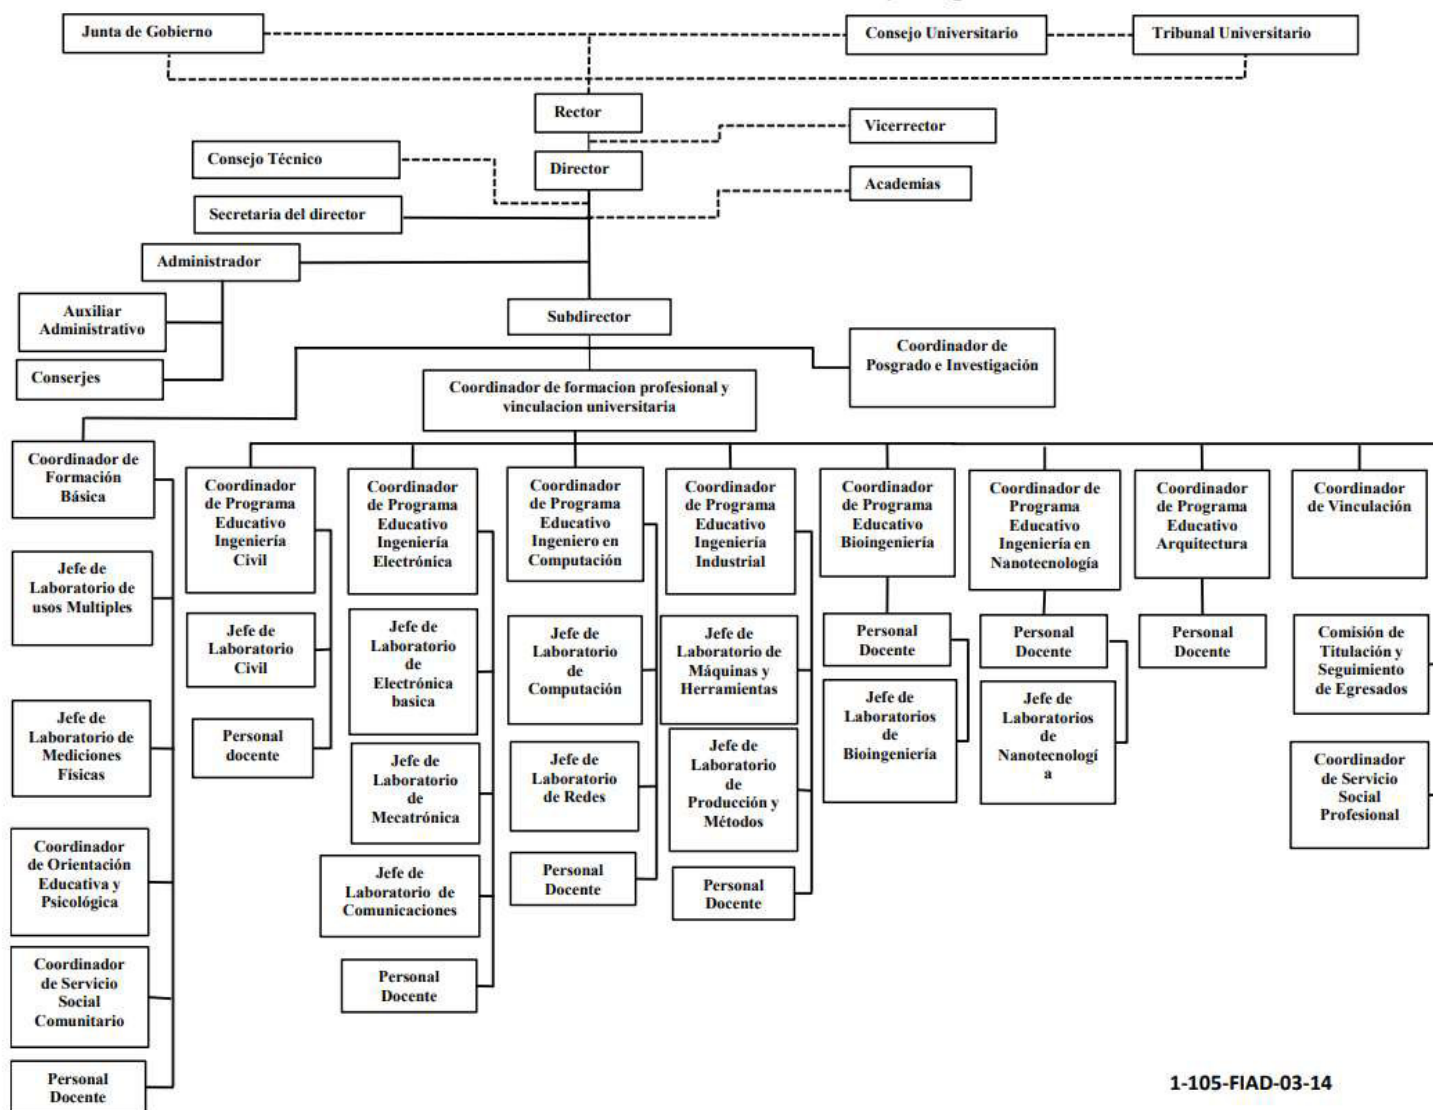 Junta de Gobierno
Consejo Universitario
Tribunal Universitario
Rector
Vicerrector
Consejo Técnico
Director
Academias
Secretaria del director
Administrador
Auxiliar
Administrativo
Subdirector
Conserjes
Coordinador de
Posgrado e Investigación
Coordinador de formacion profesional y
vinculacion universitaria
Coordinador de
Formación
Básica
Jefe de
Laboratorio de
usos Multiples
Jefe de
Laboratorio de
Mediciones
Físicas
Coordinador
de Orientación
Educativa y
Psicológica
Coordinador
de Servicio
Social
Comunitario
Personal
Docente
Coordinador
de Programa
Educativo
Ingeniería
Civil
Jefe de
Laboratorio
Civil
Personal
docente
Coordinador
de Programa
Educativo
Ingeniería
Electrónica
Jefe de
Laboratorio
de
Electrónica
basica
Jefe de
Laboratorio
de
Mecatrónica
Jefe de
Laboratorio de
Comunicaciones
Personal
Docente
Coordinador
de Programa
Educativo
Ingeniero en
Computación
Jefe de
Laboratorio
de
Computación
Jefe de
Laboratorio
de Redes
Personal
Docente
Coordinador
de Programa
Educativo
Ingeniería
Industrial
Jefe de
Laboratorio de
Máquinas y
Herramientas
Jefe de
Laboratorio
de
Producción y
Métodos
Personal
Docente
Coordinador
de Programa
Educativo
Bioingeniería
Personal
Docente
Jefe de
Laboratorios
de
Bioingeniería
Coordinador de
Programa
Educativo
Ingeniería en
Nanotecnología
Personal
Docente
Jefe de
Laboratorios
de
Nanotecnologí
a
Coordinador
de Programa
Educativo
Arquitectura
Personal
Docente
Coordinador
de Vinculación
Comisión de
Titulación y
Seguimiento
de Egresados
Coordinador
de Servicio
Social
Profesional
1-105-FIAD-03-14